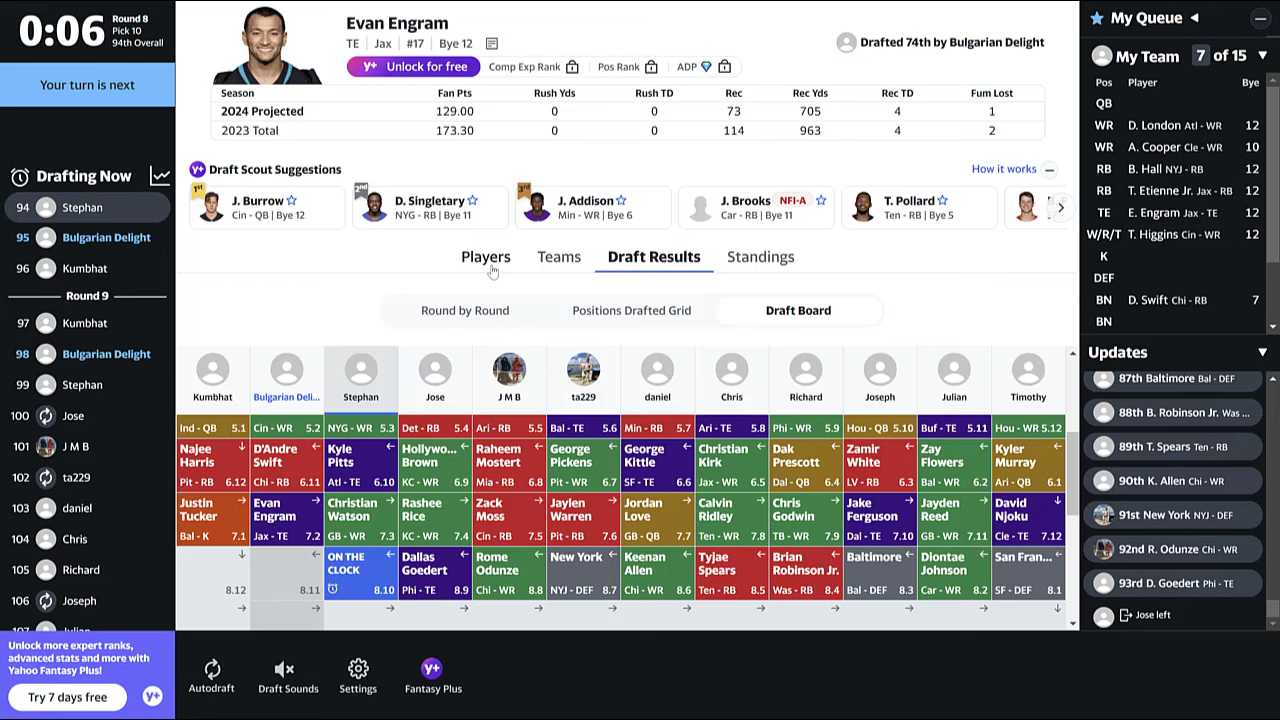 0:06
Round 8
Pick 10
94th Overall
Your turn is next
Drafting Now
94 Stephan
95 Bulgarian Delight
96 Kumbhat
Round 9
97 Kumbhat
98 Bulgarian Delight
99 Stephan
100 Jose
101 J M B
102 ta229
103 daniel
104 Chris
105 Richard
106 Joseph
Unlock more expert ranks,
advanced stats and more with
Yahoo Fantasy Plus!
Try 7 days free
y+
Evan Engram
TE Jax #17 Bye 12
Drafted 74th by Bulgarian Delight
y+ Unlock for free Comp Exp Rank Pos Rank ADP
Season Fan Pts Rush Yds Rush TD Rec Rec Yds Rec TD Fum Lost
2024 Projected 129.00 0 0 73 705 4 1
2023 Total 173.30 0 0 114 963 4 2
y+ Draft Scout Suggestions How it works
1st J. Burrow Cin - QB | Bye 12
2nd D. Singletary NYG - RB | Bye 11
3rd J. Addison Min - WR | Bye 6
J. Brooks NFI-A Car - RB | Bye 11
T. Pollard Ten - RB | Bye 5
Players Teams Draft Results Standings
Round by Round Positions Drafted Grid Draft Board
Kumbhat Bulgarian Deli... Stephan Jose J M B ta229 daniel Chris Richard Joseph Julian Timothy
Ind - QB 5.1 Cin - WR 5.2 NYG - WR 5.3 Det - RB 5.4 Ari - RB 5.5 Bal - TE 5.6 Min - RB 5.7 Ari - TE 5.8 Phi - WR 5.9 Hou - QB 5.10 Buf - TE 5.11 Hou - WR 5.12
Najee D'Andre Kyle Hollywo... Raheem George George Christian Dak Zamir Zay Kyler
Harris Swift Pitts Brown Mostert Pickens Kittle Kirk Prescott White Flowers Murray
Pit - RB 6.12 Chi - RB 6.11 Atl - TE 6.10 KC - WR 6.9 Mia - RB 6.8 Pit - WR 6.7 SF - TE 6.6 Jax - WR 6.5 Dal - QB 6.4 LV - RB 6.3 Bal - WR 6.2 Ari - QB 6.1
Justin Evan Christian Rashee Zack Jaylen Jordan Calvin Chris Jake Jayden David
Tucker Engram Watson Rice Moss Warren Love Ridley Godwin Ferguson Reed Njoku
Bal - K 7.1 Jax - TE 7.2 GB - WR 7.3 KC - WR 7.4 Cin - RB 7.5 Pit - RB 7.6 GB - QB 7.7 Ten - WR 7.8 TB - WR 7.9 Dal - TE 7.10 GB - WR 7.11 Cle - TE 7.12
ON THE Dallas Rome New York Keenan Tyjae Brian Baltimore Diontae San Fran...
CLOCK Goedert Odunze Allen Spears Robinson Jr. Johnson
8.12 8.11 8.10 Phi - TE 8.9 Chi - WR 8.8 NYJ - DEF 8.7 Chi - WR 8.6 Ten - RB 8.5 Was - RB 8.4 Bal - DEF 8.3 Car - WR 8.2 SF - DEF 8.1
Autodraft Draft Sounds Settings Fantasy Plus
My Queue
My Team 7 of 15
Pos Player Bye
QB
WR D. London Atl - WR 12
WR A. Cooper Cle - WR 10
RB B. Hall NYJ - RB 12
RB T. Etienne Jr. Jax - RB 12
TE E. Engram Jax - TE 12
W/R/T T. Higgins Cin - WR 12
K
DEF
BN D. Swift Chi - RB 7
BN
Updates
87th Baltimore Bal - DEF
88th B. Robinson Jr. Was ...
89th T. Spears Ten - RB
90th K. Allen Chi - WR
91st New York NYJ - DEF
92nd R. Odunze Chi - WR
93rd D. Goedert Phi - TE
Jose left